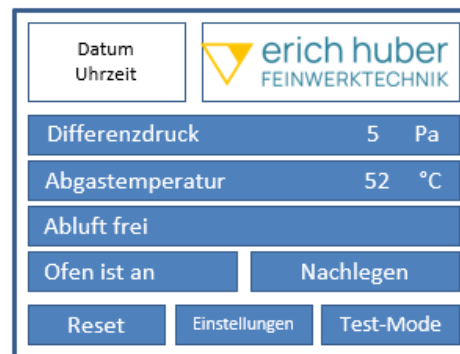 Datum
Uhrzeit
erich huber
FEINWERKTECHNIK
Differenzdruck 5 Pa
Abgastemperatur 52 °C
Abluft frei
Ofen ist an
Nachlegen
Reset
Einstellungen
Test-Mode